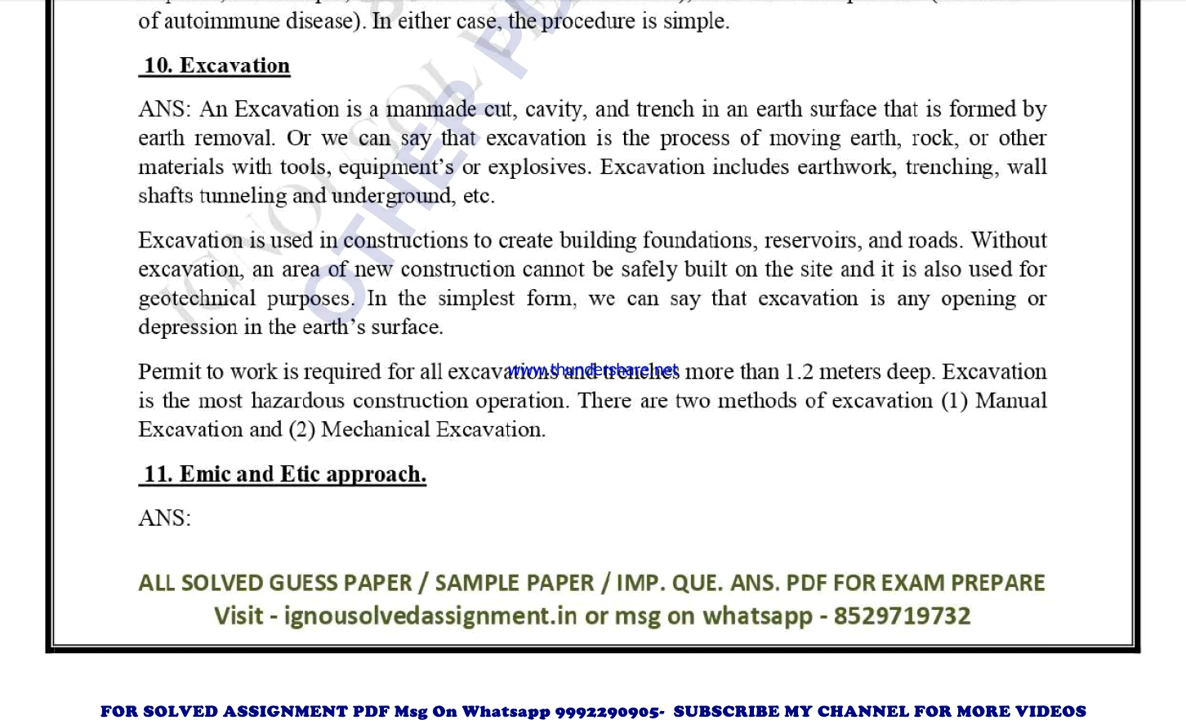 of autoimmune disease). In either case, the procedure is simple.
10. Excavation
ANS: An Excavation is a manmade cut, cavity, and trench in an earth surface that is formed by
earth removal. Or we can say that excavation is the process of moving earth, rock, or other
materials with tools, equipment's or explosives. Excavation includes earthwork, trenching, wall
shafts tunneling and underground, etc.
Excavation is used in constructions to create building foundations, reservoirs, and roads. Without
excavation, an area of new construction cannot be safely built on the site and it is also used for
geotechnical purposes. In the simplest form, we can say that excavation is any opening or
depression in the earth's surface.
Permit to work is required for all excavations and trenches more than 1.2 meters deep. Excavation
www.thundershare.net
is the most hazardous construction operation. There are two methods of excavation (1) Manual
Excavation and (2) Mechanical Excavation.
11. Emic and Etic approach.
ANS:
ALL SOLVED GUESS PAPER / SAMPLE PAPER / IMP. QUE. ANS. PDF FOR EXAM PREPARE
Visit - ignousolvedassignment.in or msg on whatsapp - 8529719732
FOR SOLVED ASSIGNMENT PDF Msg On Whatsapp 9992290905- SUBSCRIBE MY CHANNEL FOR MORE VIDEOS
IGNOU
OTHER